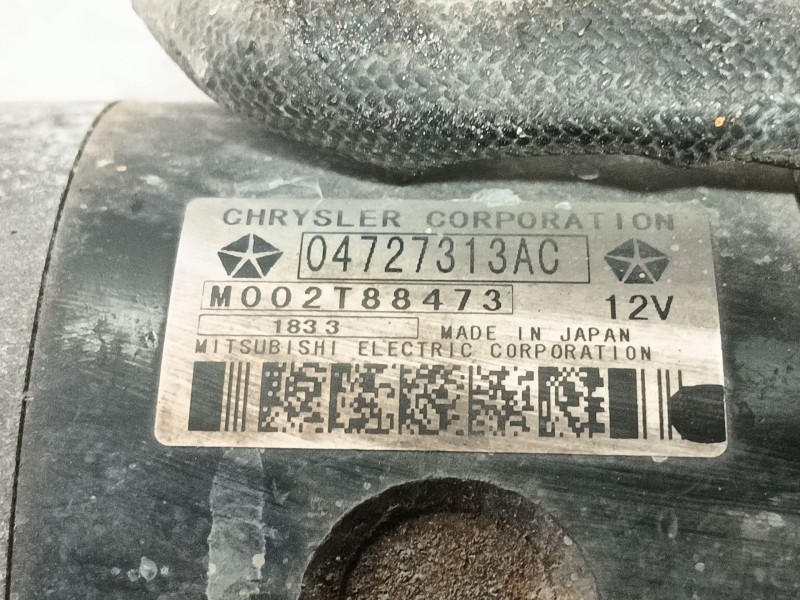 CHRYSLER CORPORATION
04727313AC
M002T88473 12V
1833 MADE IN JAPAN
MITSUBISHI ELECTRIC CORPORATION